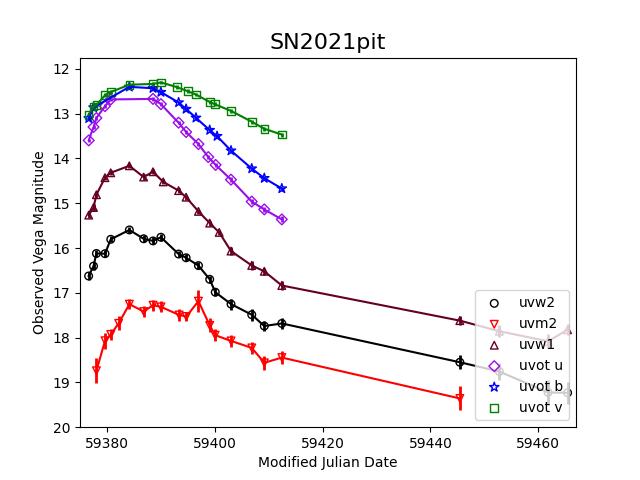 SN2021pit
12
13
14
15
16
17
18
19
20
Observed Vega Magnitude
59380
59400
59420
59440
59460
Modified Julian Date
uvw2
uvm2
uvw1
uvot u
uvot b
uvot v